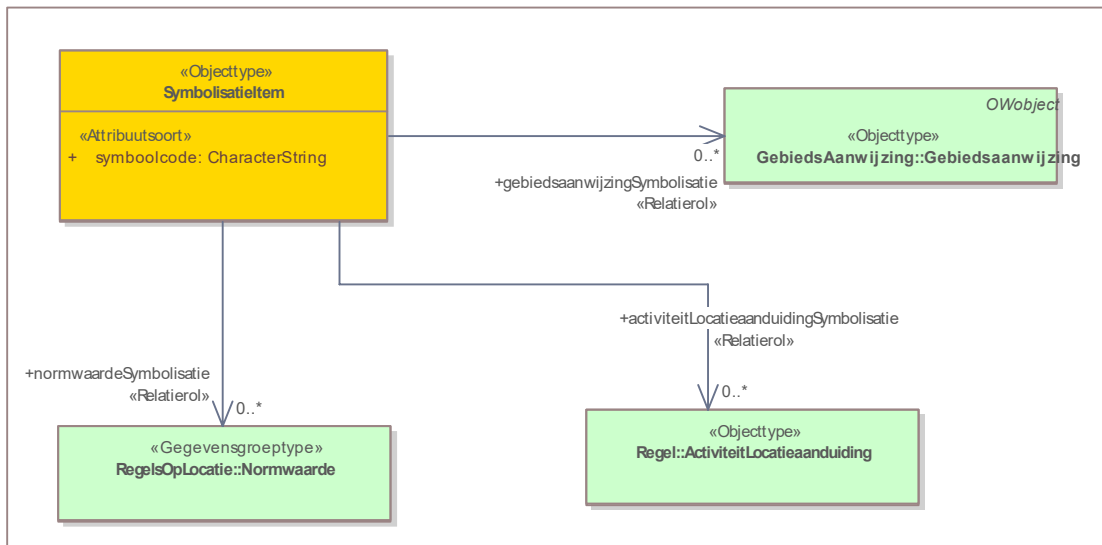 «Objecttype»
SymbolisatieItem
«Attribuutsoort»
+ symboolcode: CharacterString
OWobject
«Objecttype»
GebiedsAanwijzing::Gebiedsaanwijzing
0..*
+gebiedsaanwijzingSymbolisatie
«Relatierol»
+activiteitLocatieaanduidingSymbolisatie
«Relatierol»
+normwaardeSymbolisatie
«Relatierol»
0..*
0..*
«Gegevensgroeptype»
RegelsOpLocatie::Normwaarde
«Objecttype»
Regel::ActiviteitLocatieaanduiding